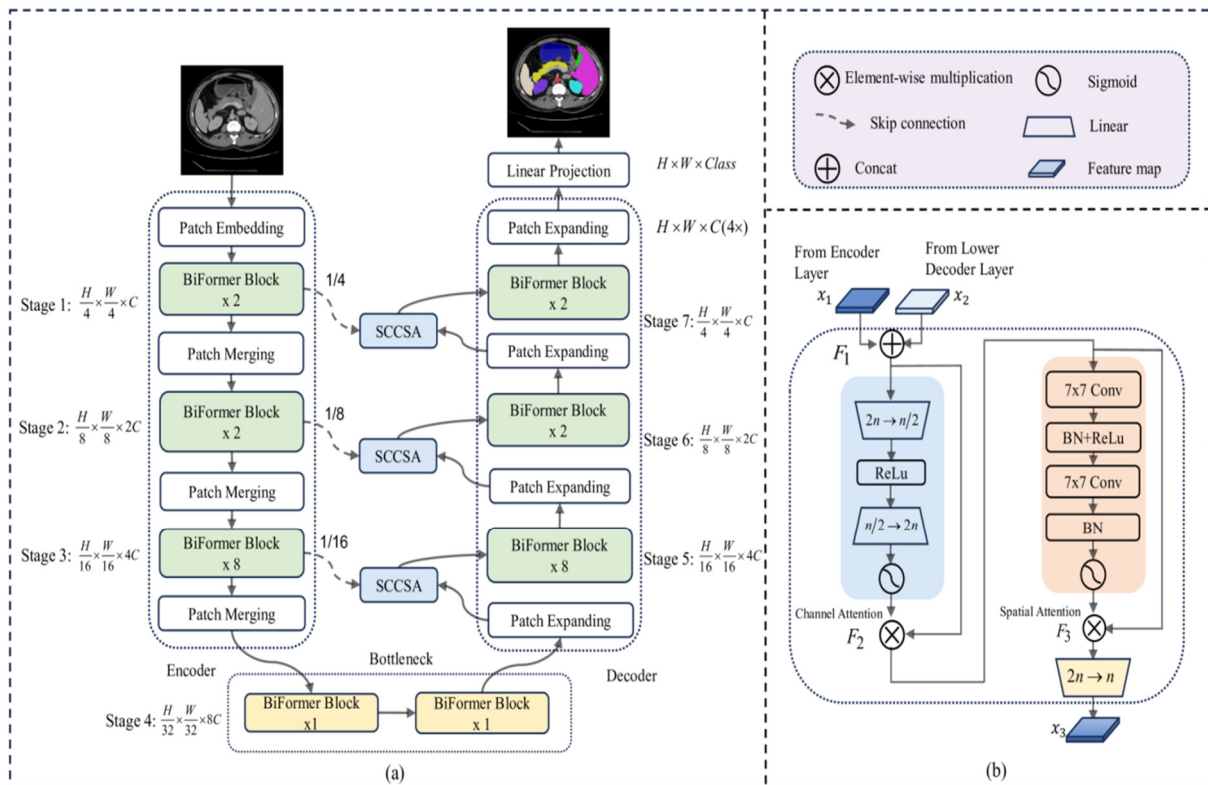 Linear Projection
H×W×Class
Patch Embedding
Patch Expanding
H×W×C(4×)
Stage 1: H/4 × W/4 × C
BiFormer Block
x 2
1/4
SCCSA
BiFormer Block
x 2
Stage 7: H/4 × W/4 × C
Patch Merging
Patch Expanding
Stage 2: H/8 × W/8 × 2C
BiFormer Block
x 2
1/8
SCCSA
BiFormer Block
x 2
Stage 6: H/8 × W/8 × 2C
Patch Merging
Patch Expanding
Stage 3: H/16 × W/16 × 4C
BiFormer Block
x 8
1/16
SCCSA
BiFormer Block
x 8
Stage 5: H/16 × W/16 × 4C
Patch Merging
Patch Expanding
Encoder
Bottleneck
Decoder
Stage 4: H/32 × W/32 × 8C
BiFormer Block
x1
BiFormer Block
x 1
(a)
Element-wise multiplication
Sigmoid
Skip connection
Linear
Concat
Feature map
From Encoder
Layer
From Lower
Decoder Layer
x₁
x₂
F₁
2n→n/2
ReLu
n/2→2n
Channel Attention
F₂
7x7 Conv
BN+ReLu
7x7 Conv
BN
Spatial Attention
F₃
2n→n
x₃
(b)